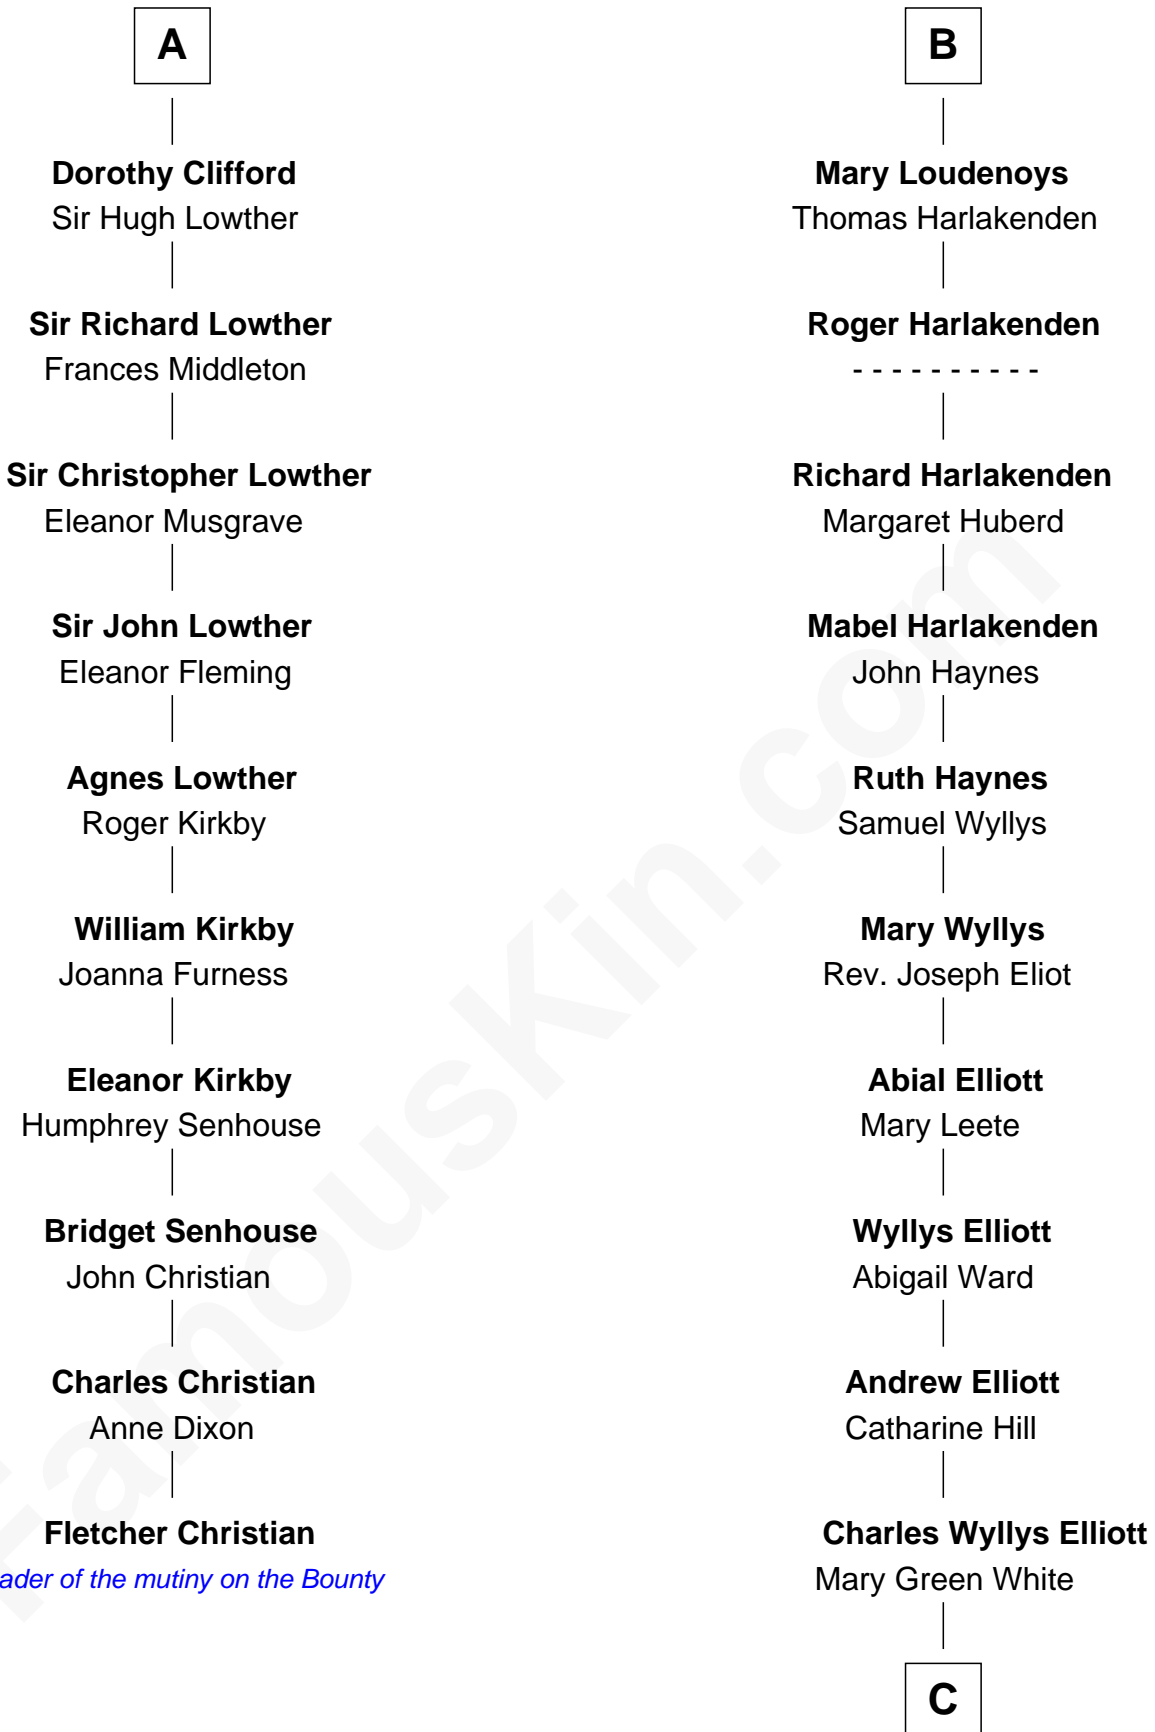 A
Dorothy Clifford
Sir Hugh Lowther
Sir Richard Lowther
Frances Middleton
Sir Christopher Lowther
Eleanor Musgrave
Sir John Lowther
Eleanor Fleming
Agnes Lowther
Roger Kirkby
William Kirkby
Joanna Furness
Eleanor Kirkby
Humphrey Senhouse
Bridget Senhouse
John Christian
Charles Christian
Anne Dixon
Fletcher Christian
ader of the mutiny on the Bounty
B
Mary Loudenoys
Thomas Harlakenden
Roger Harlakenden
- - - - - - - - - -
Richard Harlakenden
Margaret Huberd
Mabel Harlakenden
John Haynes
Ruth Haynes
Samuel Wyllys
Mary Wyllys
Rev. Joseph Eliot
Abial Elliott
Mary Leete
Wyllys Elliott
Abigail Ward
Andrew Elliott
Catharine Hill
Charles Wyllys Elliott
Mary Green White
C
FamousKin.com